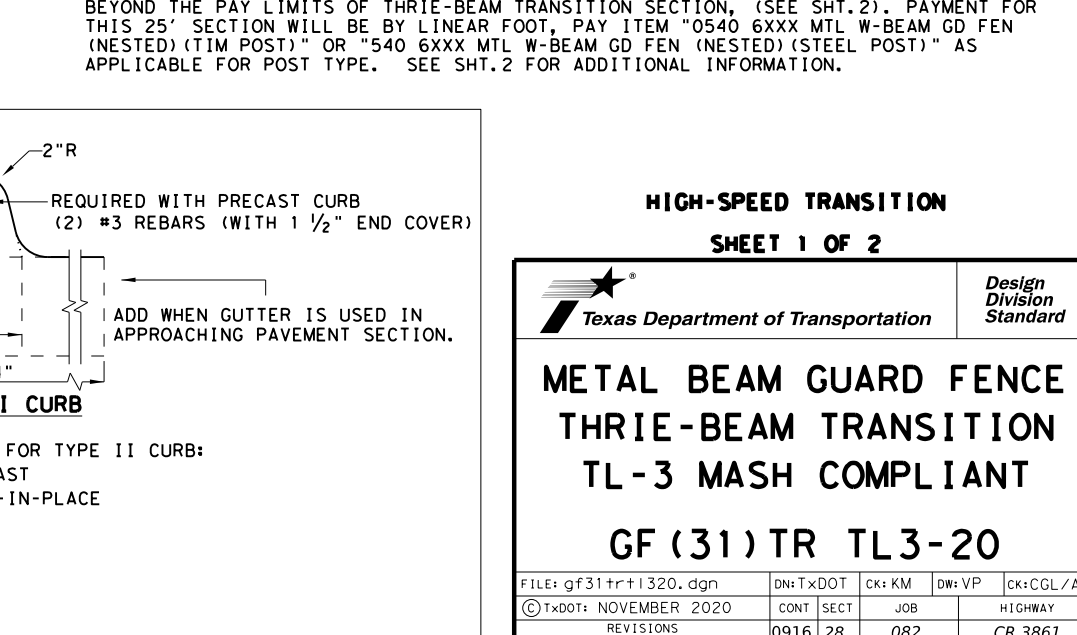 BEYOND THE PAY LIMITS OF THRIE-BEAM TRANSITION SECTION, (SEE SHT.2). PAYMENT FOR
THIS 25' SECTION WILL BE BY LINEAR FOOT, PAY ITEM "0540 6XXX MTL W-BEAM GD FEN
(NESTED)(TIM POST)" OR "540 6XXX MTL W-BEAM GD FEN (NESTED)(STEEL POST)" AS
APPLICABLE FOR POST TYPE. SEE SHT.2 FOR ADDITIONAL INFORMATION.
2"R
REQUIRED WITH PRECAST CURB
(2) #3 REBARS (WITH 1 ½" END COVER)
ADD WHEN GUTTER IS USED IN
APPROACHING PAVEMENT SECTION.
I CURB
FOR TYPE II CURB:
AST
-IN-PLACE
HIGH-SPEED TRANSITION
SHEET 1 OF 2
®
Texas Department of Transportation
Design
Division
Standard
METAL BEAM GUARD FENCE
THRIE-BEAM TRANSITION
TL-3 MASH COMPLIANT
GF(31)TR TL3-20
FILE: gf31trtl320.dgn DN:TxDOT CK:KM DW:VP CK:CGL/A
© TxDOT: NOVEMBER 2020 CONT SECT JOB HIGHWAY
REVISIONS 0916 28 082 CR 3861